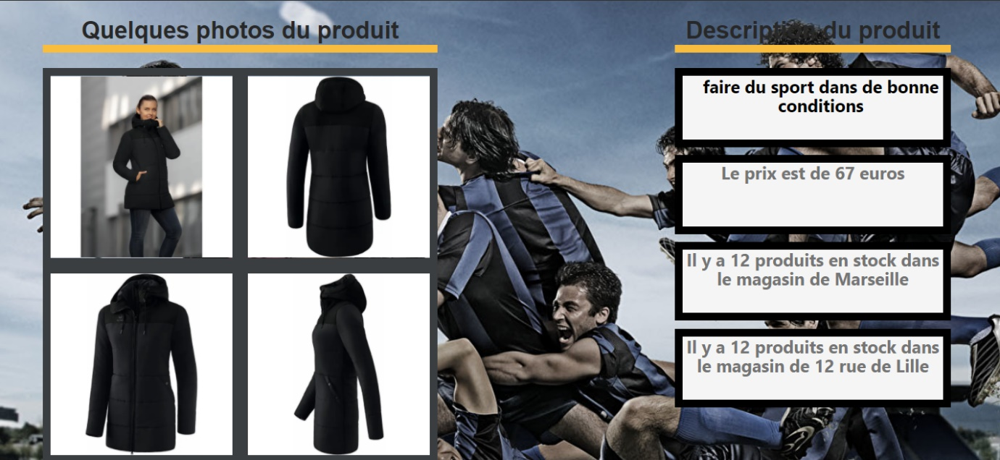 Quelques photos du produit
Description du produit
faire du sport dans de bonne
conditions
Le prix est de 67 euros
Il y a 12 produits en stock dans
le magasin de Marseille
Il y a 12 produits en stock dans
le magasin de 12 rue de Lille